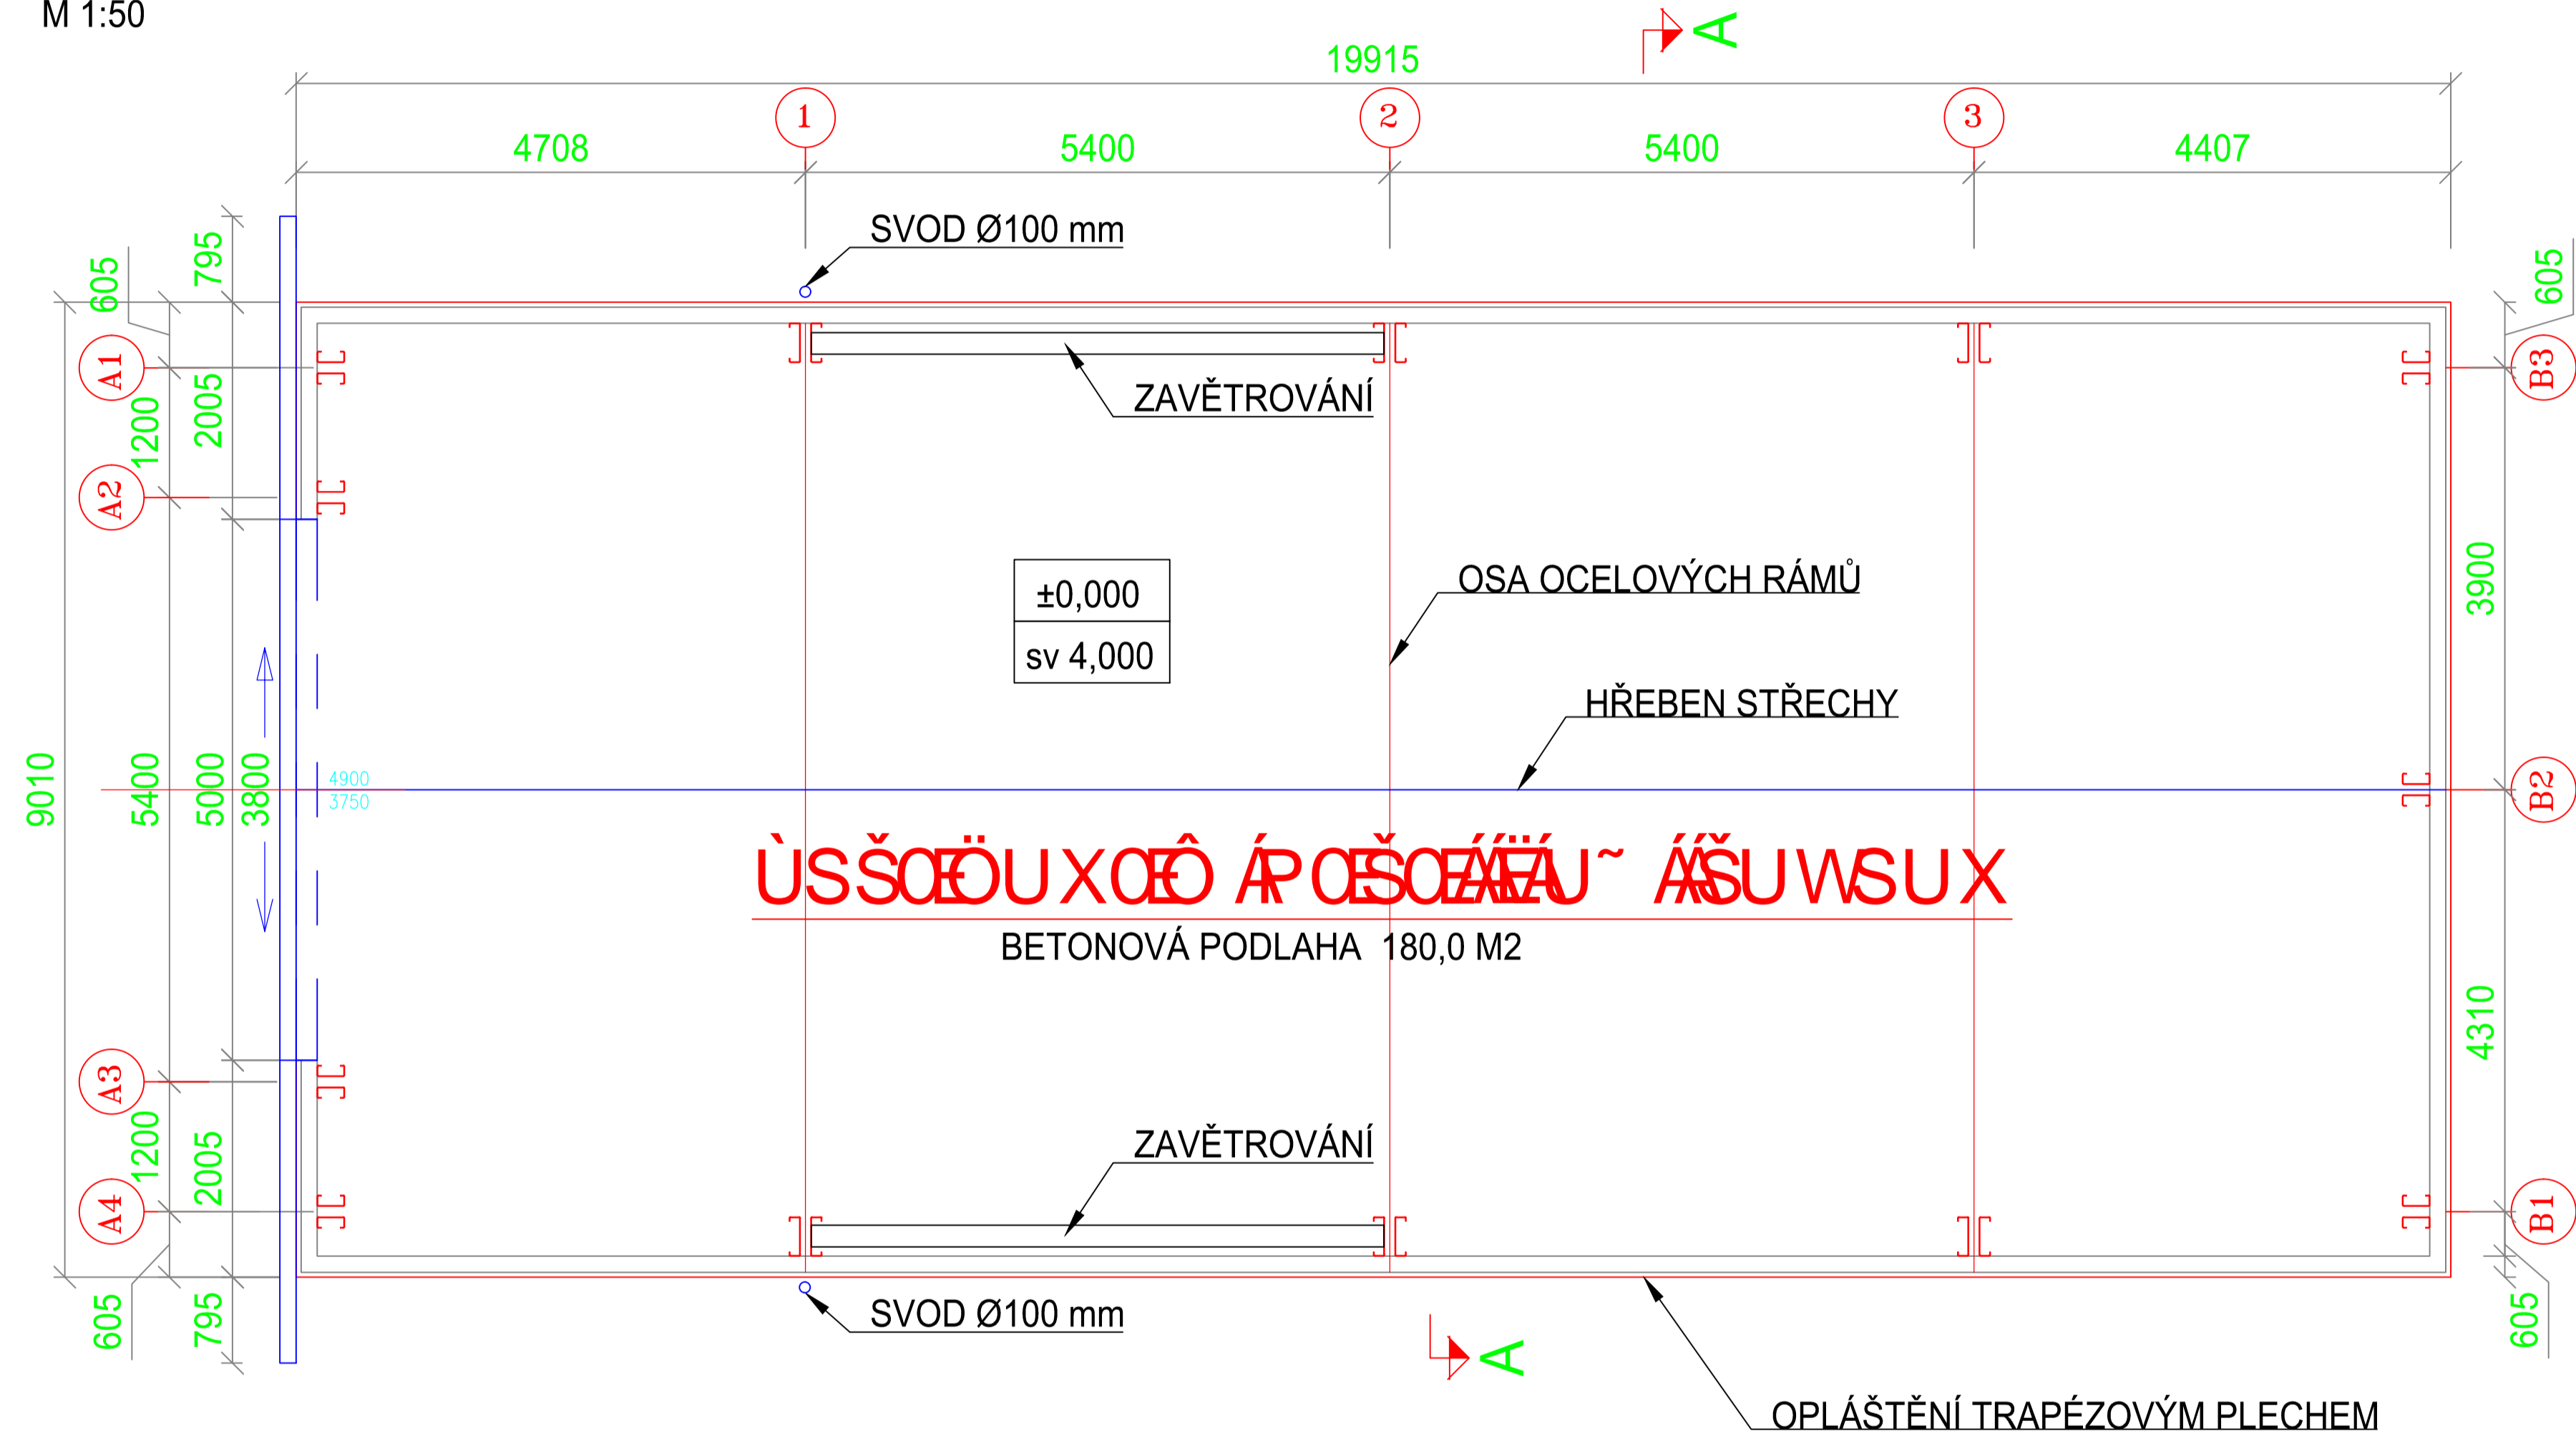 M 1:50
A
19915
1
2
3
4708
5400
5400
4407
SVOD Ø100 mm
795
605
605
A1
B3
ZAVĚTROVÁNÍ
2005
1200
A2
±0,000
sv 4,000
OSA OCELOVÝCH RÁMŮ
3900
HŘEBEN STŘECHY
9010
5400
5000
3800
4900
3750
B2
BETONOVÁ PODLAHA 180,0 M2
4310
A3
ZAVĚTROVÁNÍ
1200
2005
A4
B1
605
795
SVOD Ø100 mm
605
A
OPLÁŠTĚNÍ TRAPÉZOVÝM PLECHEM